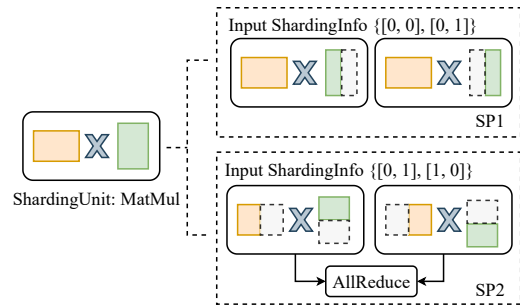 Input ShardingInfo {[0, 0], [0, 1]}
SP1
ShardingUnit: MatMul
Input ShardingInfo {[0, 1], [1, 0]}
AllReduce
SP2